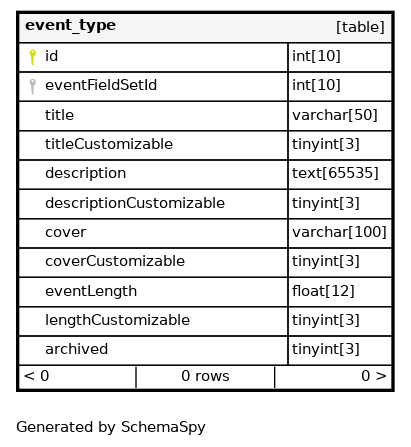 event_type [table]
id int[10]
eventFieldSetId int[10]
title varchar[50]
titleCustomizable tinyint[3]
description text[65535]
descriptionCustomizable tinyint[3]
cover varchar[100]
coverCustomizable tinyint[3]
eventLength float[12]
lengthCustomizable tinyint[3]
archived tinyint[3]
< 0 0 rows 0 >
Generated by SchemaSpy